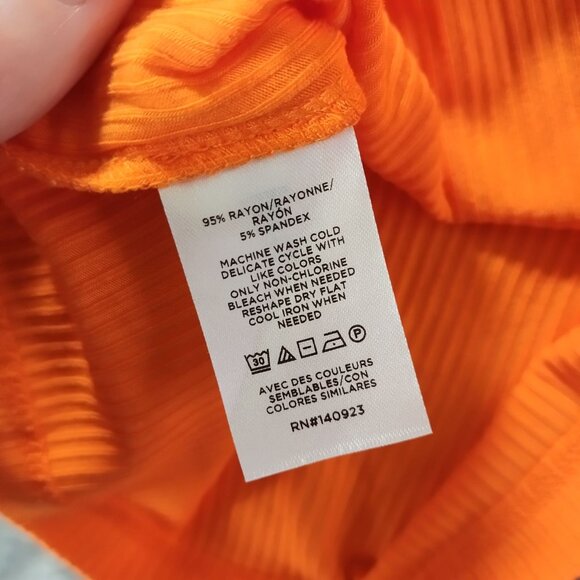 95% RAYON/RAYONNE/
RAYÓN
5% SPANDEX
MACHINE WASH COLD
DELICATE CYCLE WITH
LIKE COLORS
ONLY NON-CHLORINE
BLEACH WHEN NEEDED
RESHAPE DRY FLAT
COOL IRON WHEN
NEEDED
30 P
AVEC DES COULEURS
SEMBLABLES/CON
COLORES SIMILARES
RN#140923